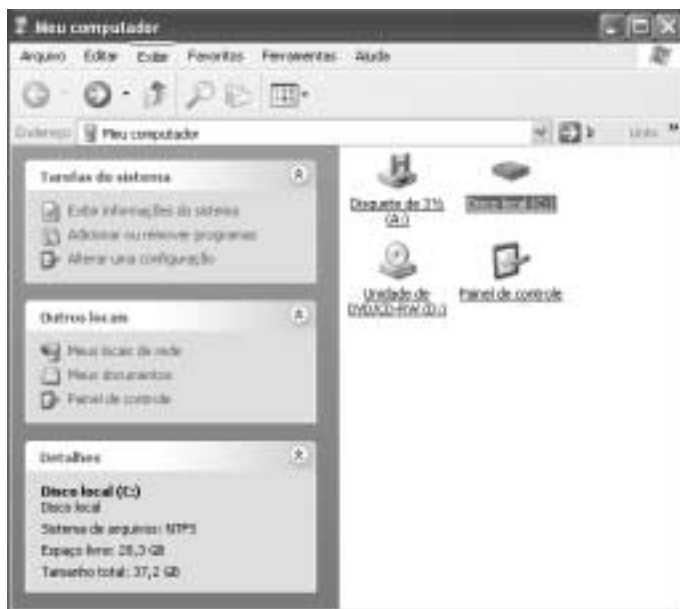 Meu computador
Arquivo Editar Exibir Favoritos Ferramentas Ajuda
Endereço Meu computador Links
Tarefas do sistema
Exibir informações do sistema
Adicionar ou remover programas
Alterar uma configuração
Outros locais
Meus locais de rede
Meus documentos
Painel de controle
Detalhes
Disco local (C:)
Disco local
Sistema de arquivos: NTFS
Espaço livre: 28,3 GB
Tamanho total: 37,2 GB
Disquete de 3½
(A:)
Disco local (C:)
Unidade de
DVD/CD-RW (D:)
Painel de controle